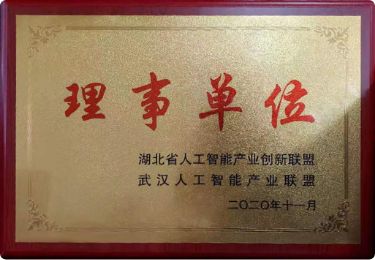 理事单位
湖北省人工智能产业创新联盟
武汉人工智能产业联盟
二〇二〇年十一月